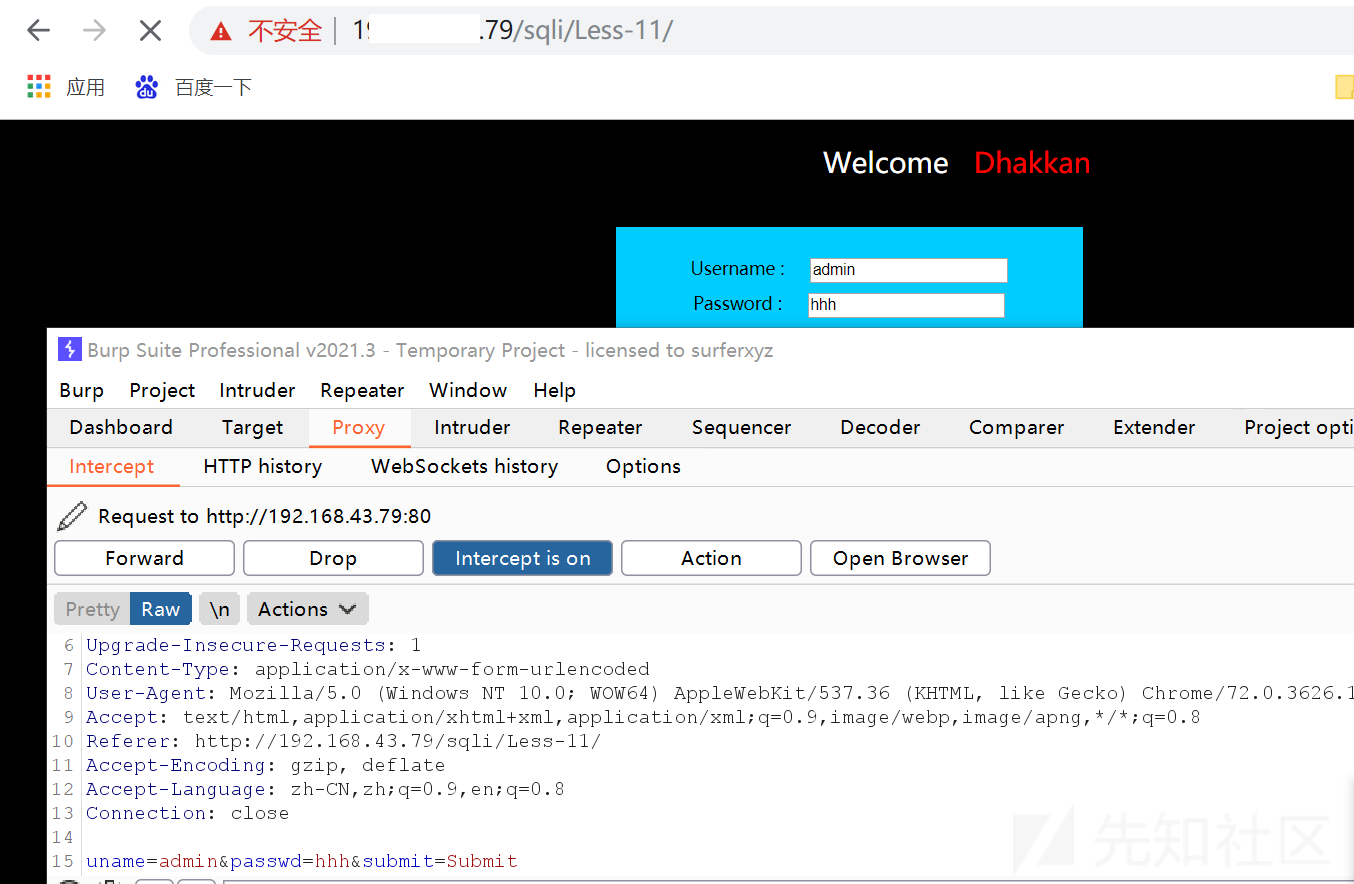 不安全 | 19 .79/sqli/Less-11/
应用 百度一下
Welcome Dhakkan
Username : admin
Password : hhh
Burp Suite Professional v2021.3 - Temporary Project - licensed to surferxyz
Burp Project Intruder Repeater Window Help
Dashboard Target Proxy Intruder Repeater Sequencer Decoder Comparer Extender Project opti
Intercept HTTP history WebSockets history Options
Request to http://192.168.43.79:80
Forward Drop Intercept is on Action Open Browser
Pretty Raw \n Actions
6 Upgrade-Insecure-Requests: 1
7 Content-Type: application/x-www-form-urlencoded
8 User-Agent: Mozilla/5.0 (Windows NT 10.0; WOW64) AppleWebKit/537.36 (KHTML, like Gecko) Chrome/72.0.3626.1
9 Accept: text/html,application/xhtml+xml,application/xml;q=0.9,image/webp,image/apng,*/*;q=0.8
10 Referer: http://192.168.43.79/sqli/Less-11/
11 Accept-Encoding: gzip, deflate
12 Accept-Language: zh-CN,zh;q=0.9,en;q=0.8
13 Connection: close
14
15 uname=admin&passwd=hhh&submit=Submit
先知社区